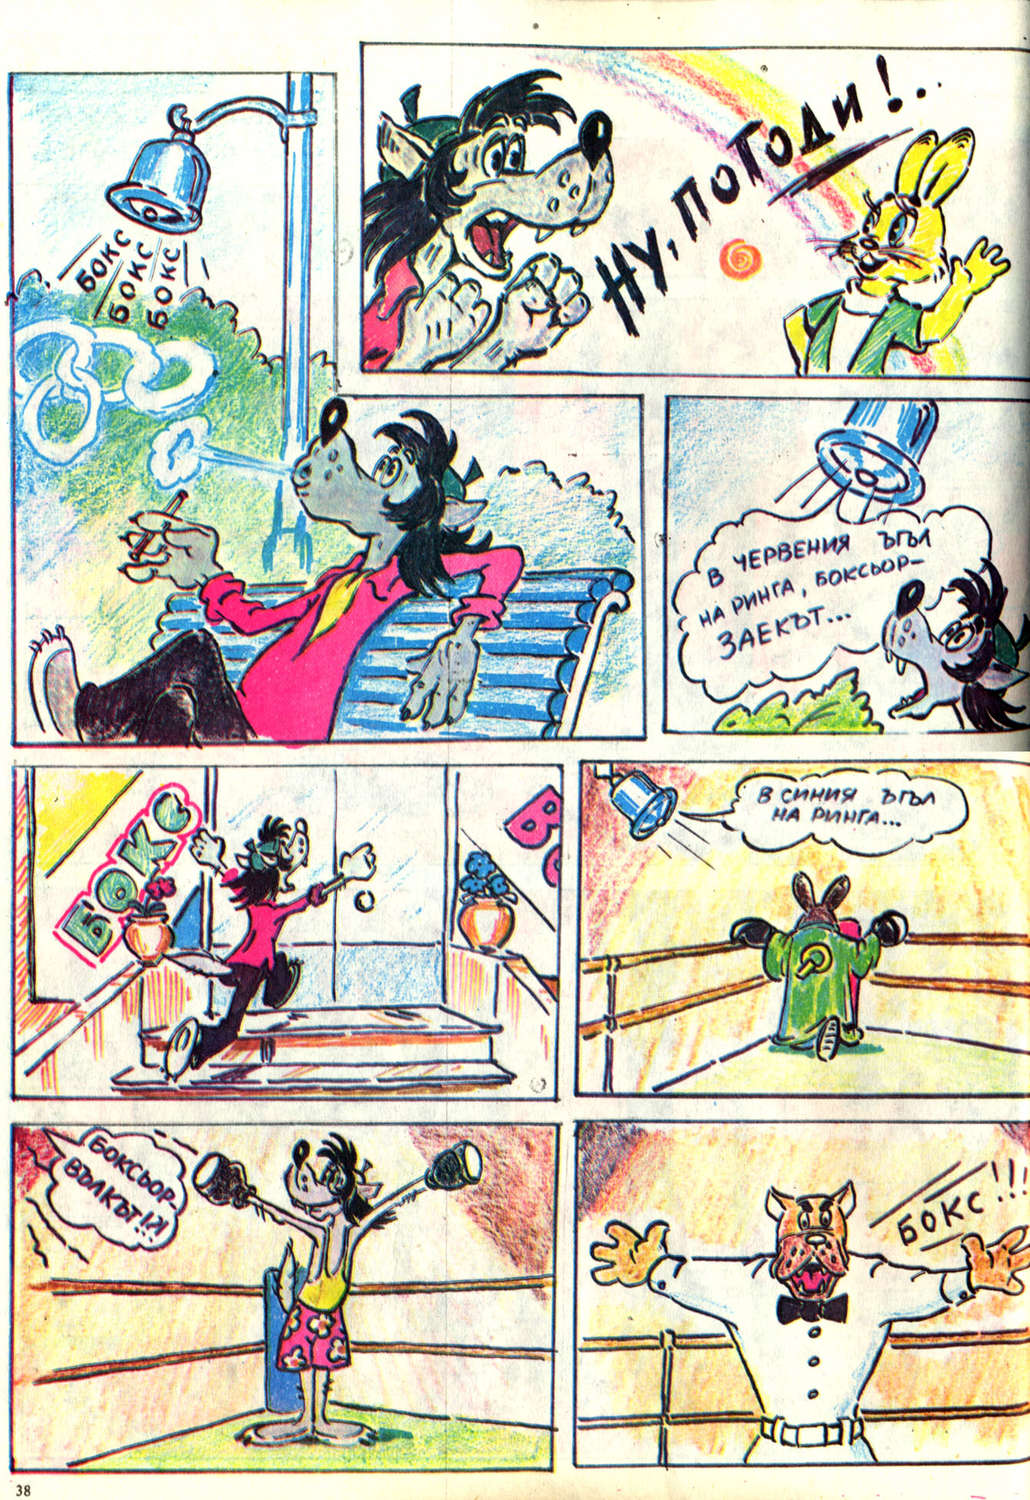 НУ, ПОГОДИ!..
БОКС
БОКС
БОКС
В ЧЕРВЕНИЯ ЪГЪЛ
НА РИНГА, БОКСЬОР-
ЗАЕКЪТ...
БОКС
В СИНИЯ ЪГЪЛ
НА РИНГА...
БОКСЬОР-
ВЪЛКЪТ!?!
БОКС!!!
38